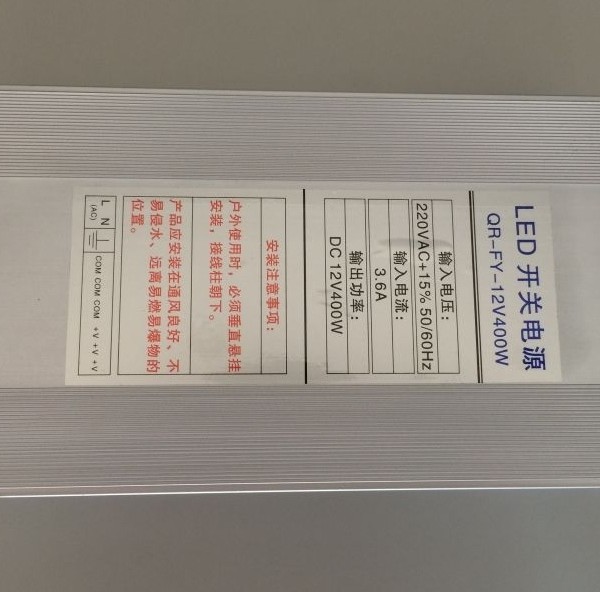 LED 开关电源
QR-FY-12V400W
输入电压：
220VAC+15% 50/60Hz
输入电流：
3.6A
输出功率：
DC 12V400W
安装注意事项：
户外使用时，必须垂直悬挂
安装，接线柱朝下。
产品应安装在通风良好、不
易侵水、远离易燃易爆物的
位置。
L N COM COM COM +V +V +V
(AC)